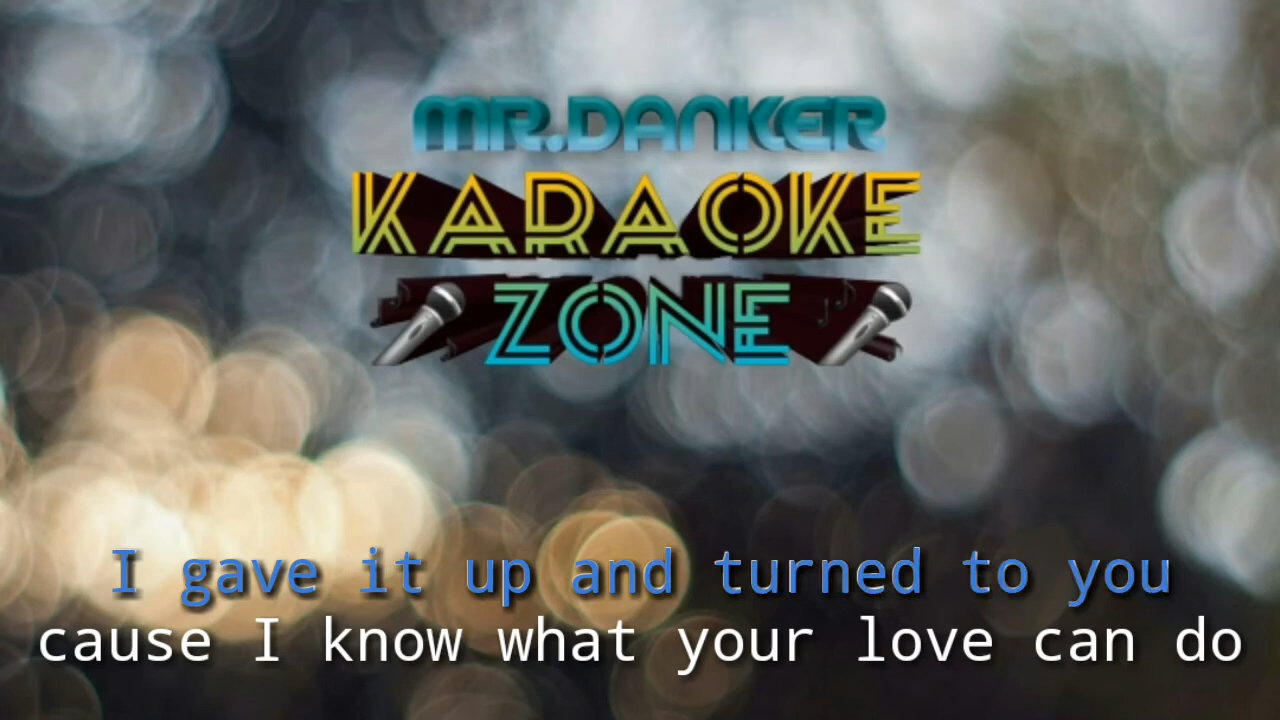 MR.DANKER
KARAOKE
ZONE
I gave it up and turned to you
cause I know what your love can do